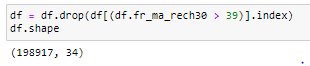 df = df.drop(df[(df.fr_ma_rech30 > 39)].index)
df.shape
(198917, 34)